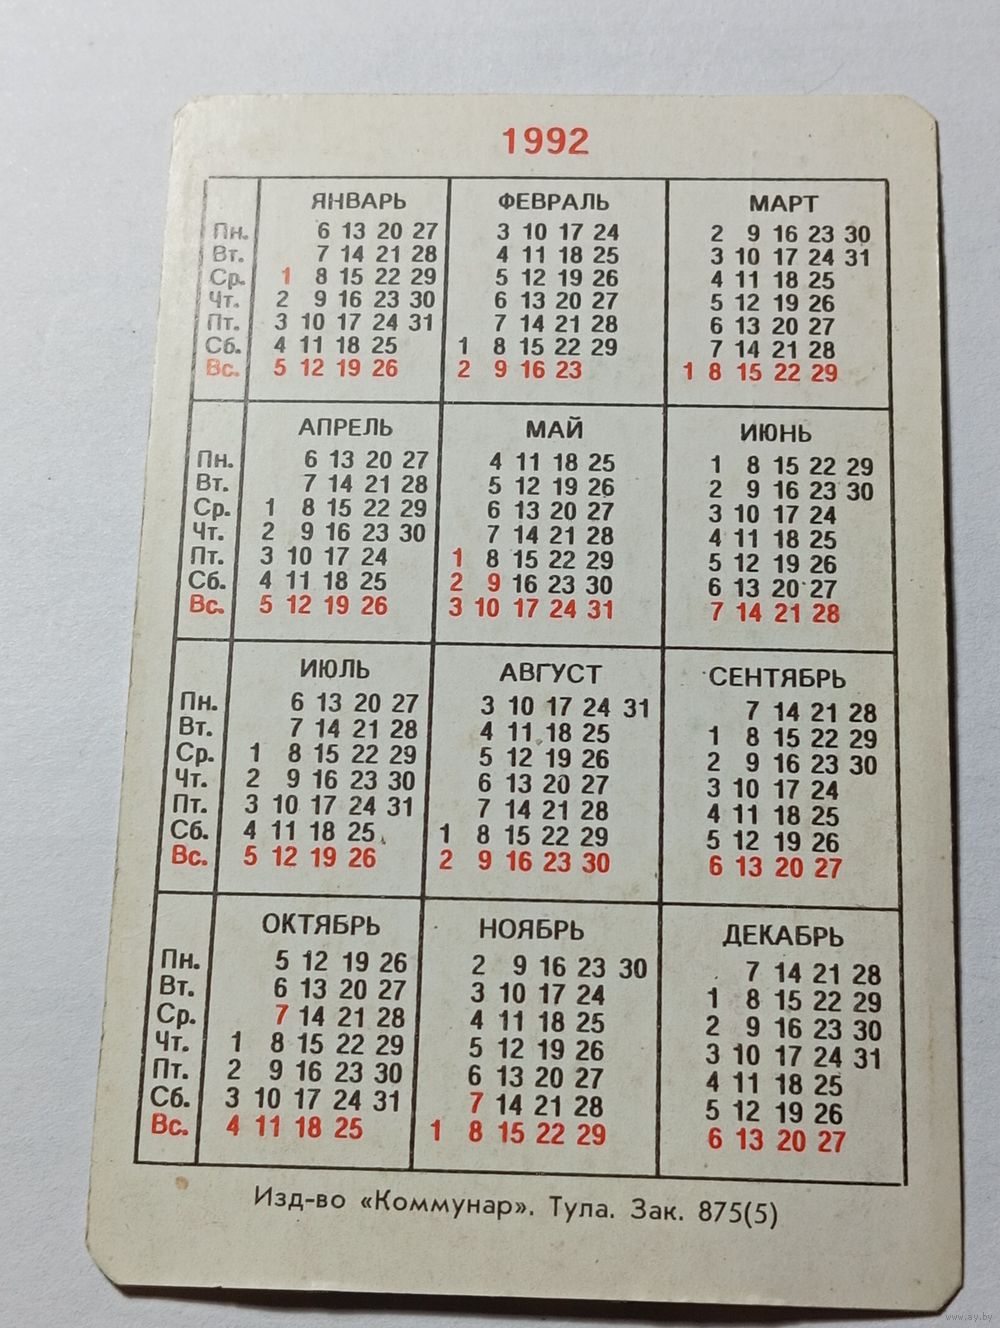 1992
ЯНВАРЬ ФЕВРАЛЬ МАРТ
Пн. 6 13 20 27 3 10 17 24 2 9 16 23 30
Вт. 7 14 21 28 4 11 18 25 3 10 17 24 31
Ср. 1 8 15 22 29 5 12 19 26 4 11 18 25
Чт. 2 9 16 23 30 6 13 20 27 5 12 19 26
Пт. 3 10 17 24 31 7 14 21 28 6 13 20 27
Сб. 4 11 18 25 1 8 15 22 29 7 14 21 28
Вс. 5 12 19 26 2 9 16 23 1 8 15 22 29
АПРЕЛЬ МАЙ ИЮНЬ
Пн. 6 13 20 27 4 11 18 25 1 8 15 22 29
Вт. 7 14 21 28 5 12 19 26 2 9 16 23 30
Ср. 1 8 15 22 29 6 13 20 27 3 10 17 24
Чт. 2 9 16 23 30 7 14 21 28 4 11 18 25
Пт. 3 10 17 24 1 8 15 22 29 5 12 19 26
Сб. 4 11 18 25 2 9 16 23 30 6 13 20 27
Вс. 5 12 19 26 3 10 17 24 31 7 14 21 28
ИЮЛЬ АВГУСТ СЕНТЯБРЬ
Пн. 6 13 20 27 3 10 17 24 31 7 14 21 28
Вт. 7 14 21 28 4 11 18 25 1 8 15 22 29
Ср. 1 8 15 22 29 5 12 19 26 2 9 16 23 30
Чт. 2 9 16 23 30 6 13 20 27 3 10 17 24
Пт. 3 10 17 24 31 7 14 21 28 4 11 18 25
Сб. 4 11 18 25 1 8 15 22 29 5 12 19 26
Вс. 5 12 19 26 2 9 16 23 30 6 13 20 27
ОКТЯБРЬ НОЯБРЬ ДЕКАБРЬ
Пн. 5 12 19 26 2 9 16 23 30 7 14 21 28
Вт. 6 13 20 27 3 10 17 24 1 8 15 22 29
Ср. 7 14 21 28 4 11 18 25 2 9 16 23 30
Чт. 1 8 15 22 29 5 12 19 26 3 10 17 24 31
Пт. 2 9 16 23 30 6 13 20 27 4 11 18 25
Сб. 3 10 17 24 31 7 14 21 28 5 12 19 26
Вс. 4 11 18 25 1 8 15 22 29 6 13 20 27
Изд-во «Коммунар». Тула. Зак. 875(5)
www.ay.by